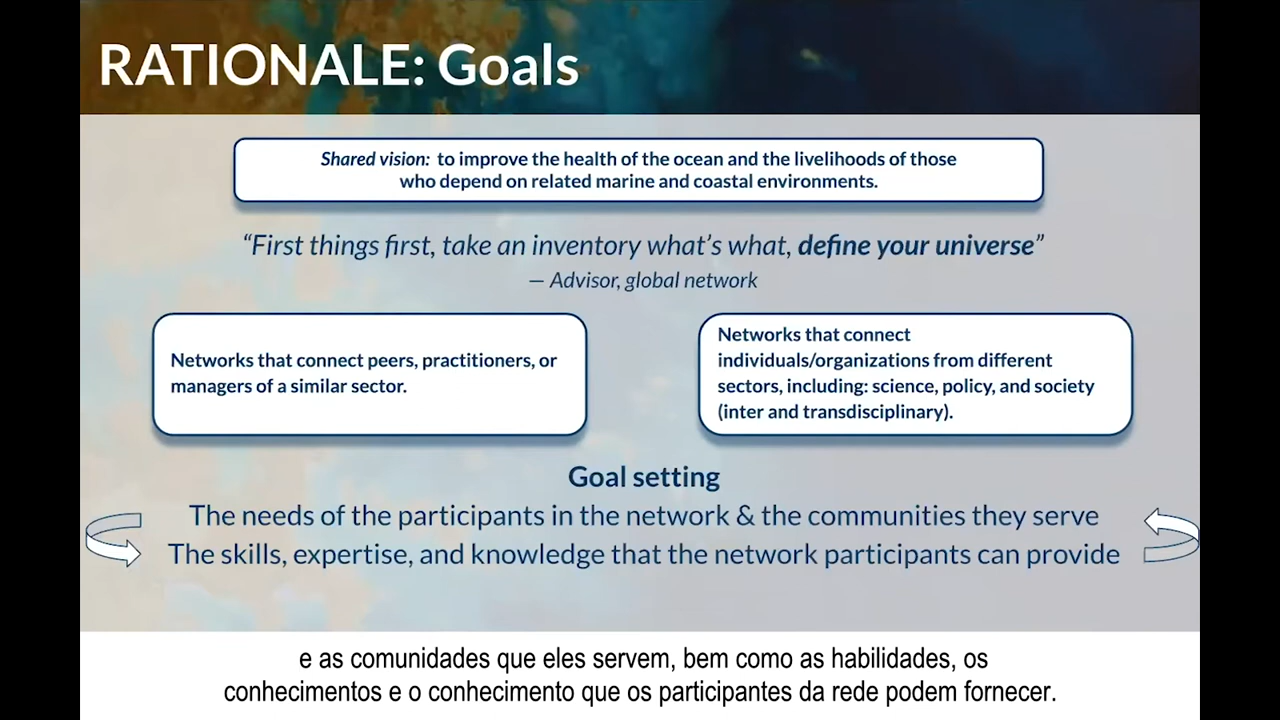 RATIONALE: Goals
Shared vision: to improve the health of the ocean and the livelihoods of those
who depend on related marine and coastal environments.
“First things first, take an inventory what’s what, define your universe”
— Advisor, global network
Networks that connect peers, practitioners, or
managers of a similar sector.
Networks that connect
individuals/organizations from different
sectors, including: science, policy, and society
(inter and transdisciplinary).
Goal setting
The needs of the participants in the network & the communities they serve
The skills, expertise, and knowledge that the network participants can provide
e as comunidades que eles servem, bem como as habilidades, os
conhecimentos e o conhecimento que os participantes da rede podem fornecer.